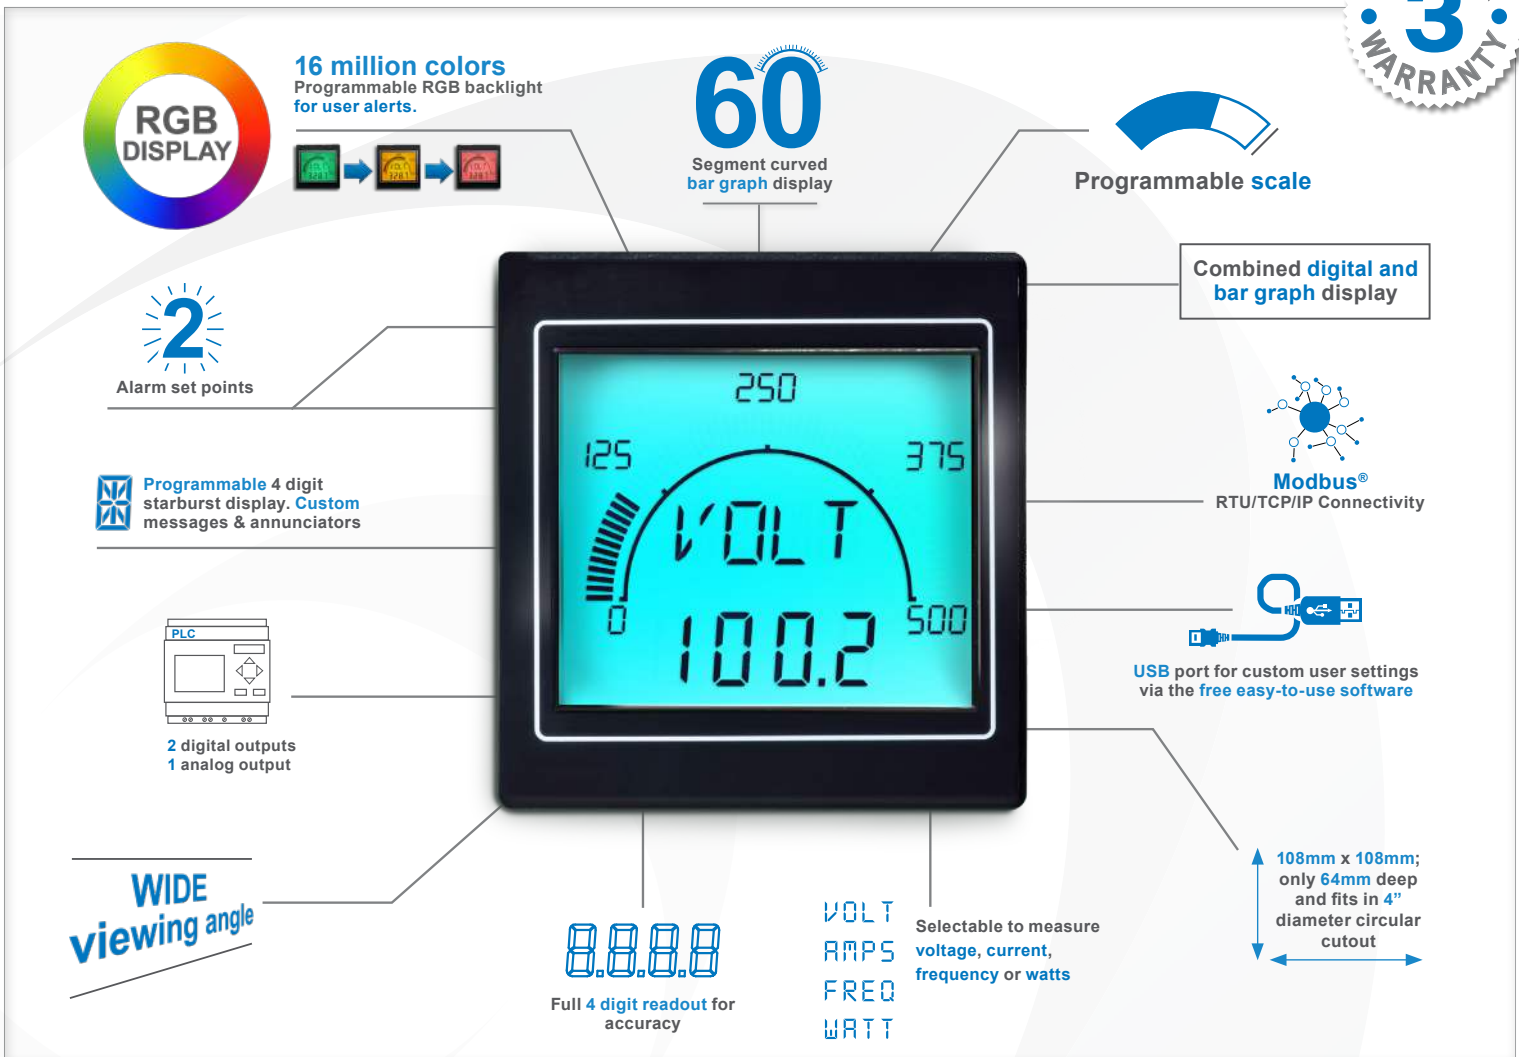 3
WARRANTY
RGB
DISPLAY
16 million colors
Programmable RGB backlight
for user alerts.
60
Segment curved
bar graph display
Programmable scale
Combined digital and
bar graph display
2
Alarm set points
Programmable 4 digit
starburst display. Custom
messages & annunciators
Modbus®
RTU/TCP/IP Connectivity
USB port for custom user settings
via the free easy-to-use software
PLC
2 digital outputs
1 analog output
250
125
375
VOLT
0
500
100.2
WIDE
viewing angle
8.8.8.8
Full 4 digit readout for
accuracy
VOLT
AMPS
FREQ
WATT
Selectable to measure
voltage, current,
frequency or watts
108mm x 108mm;
only 64mm deep
and fits in 4”
diameter circular
cutout